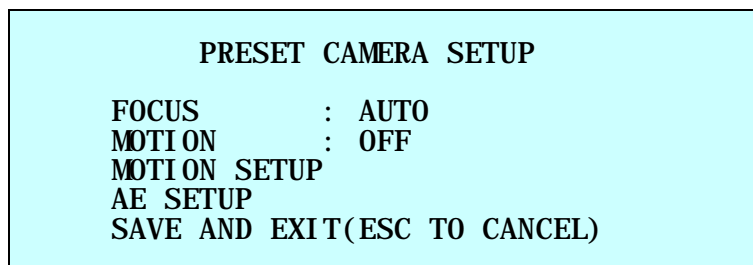 PRESET CAMERA SETUP
FOCUS : AUTO
MOTION : OFF
MOTION SETUP
AE SETUP
SAVE AND EXIT(ESC TO CANCEL)